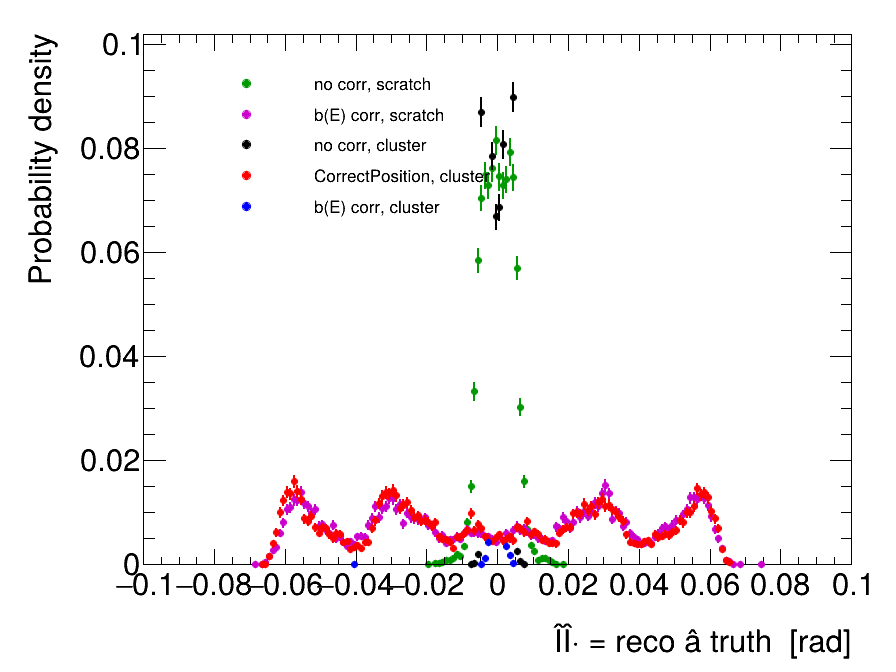 Probability density
0.1
0.08
0.06
0.04
0.02
0
no corr, scratch
b(E) corr, scratch
no corr, cluster
CorrectPosition, cluster
b(E) corr, cluster
−0.1 −0.08 −0.06 −0.04 −0.02 0 0.02 0.04 0.06 0.08 0.1
ÎÎ· = reco â truth [rad]